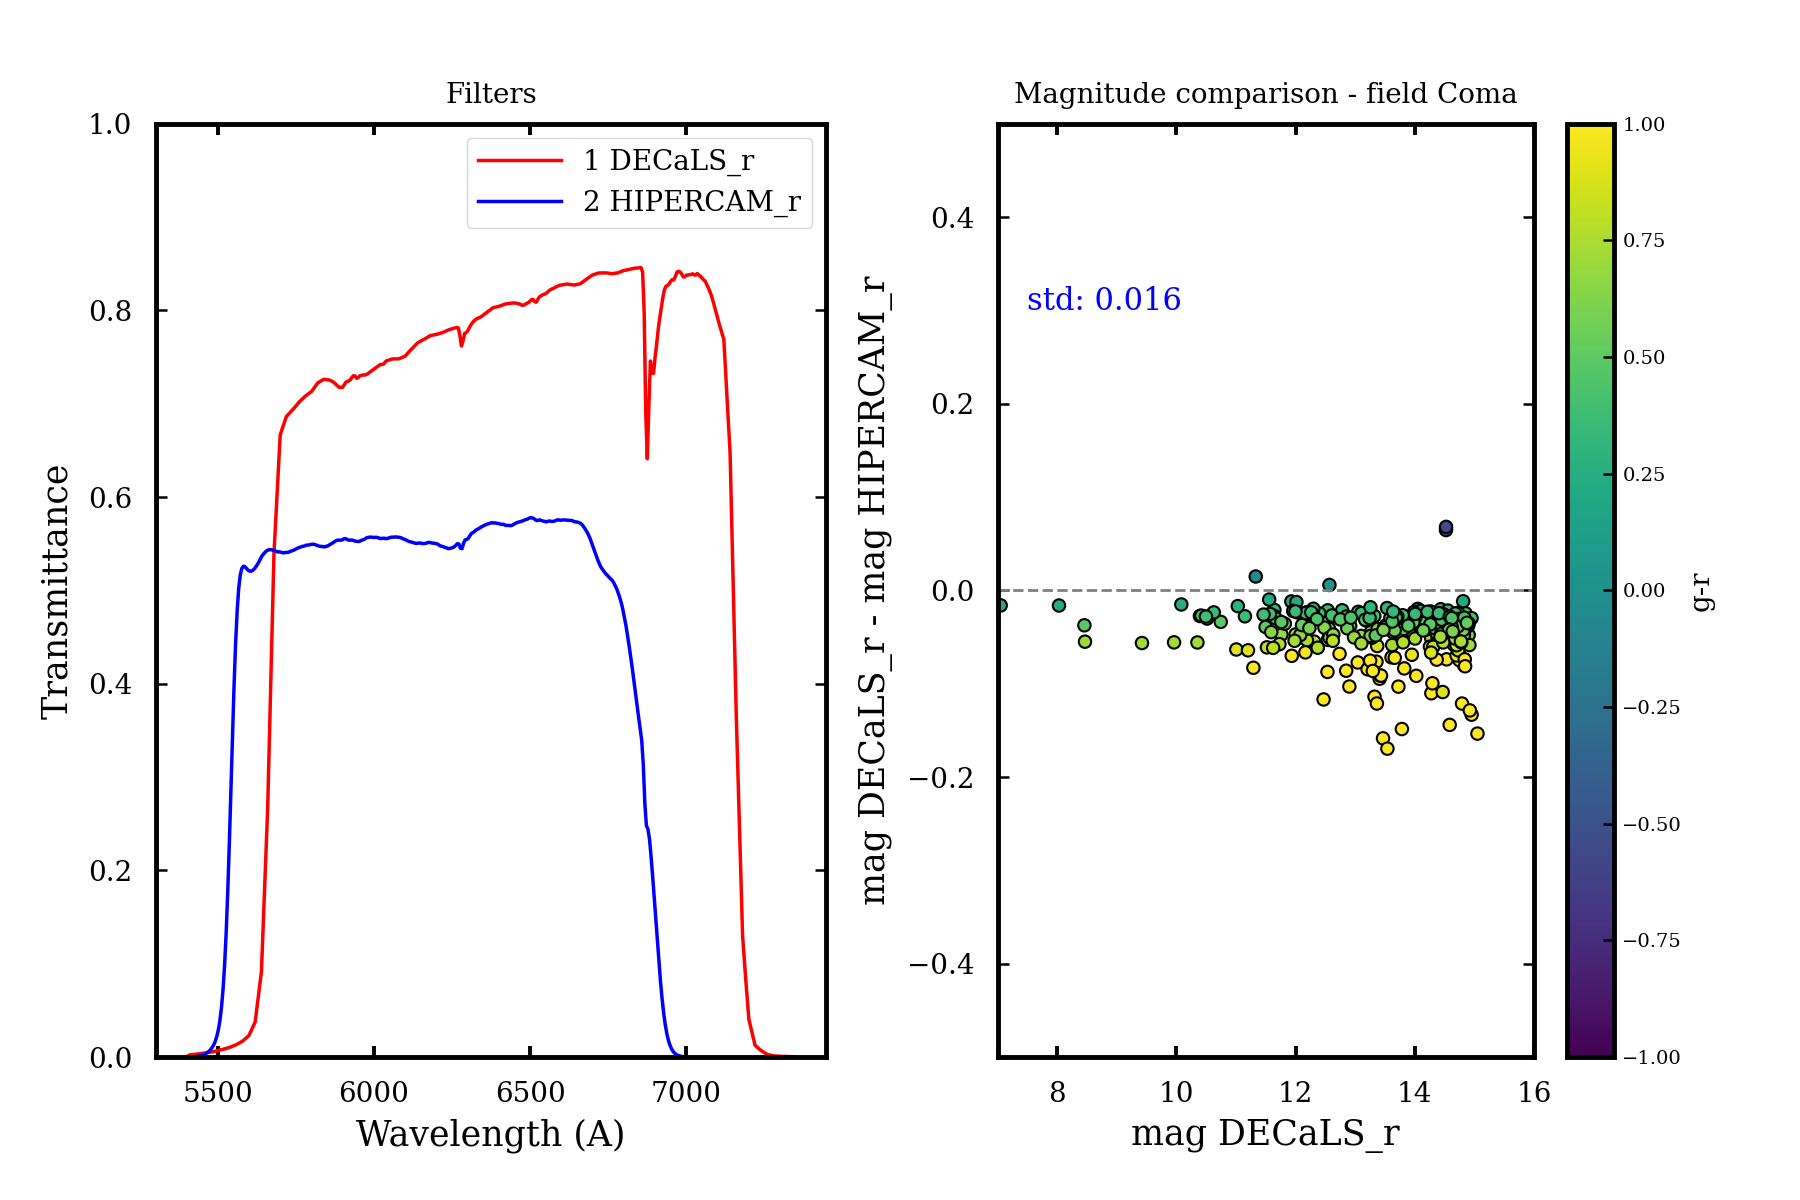 Filters
1.0
0.8
0.6
0.4
0.2
0.0
Transmittance
1 DECaLS_r
2 HIPERCAM_r
5500 6000 6500 7000
Wavelength (A)
Magnitude comparison - field Coma
mag DECaLS_r - mag HIPERCAM_r
0.4
0.2
0.0
−0.2
−0.4
std: 0.016
8 10 12 14 16
mag DECaLS_r
1.00
0.75
0.50
0.25
0.00
−0.25
−0.50
−0.75
−1.00
g-r